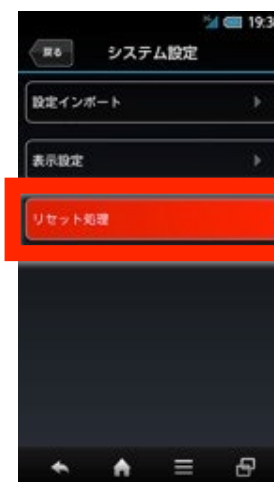 19:3
戻る
システム設定
設定インポート
表示設定
リセット処理